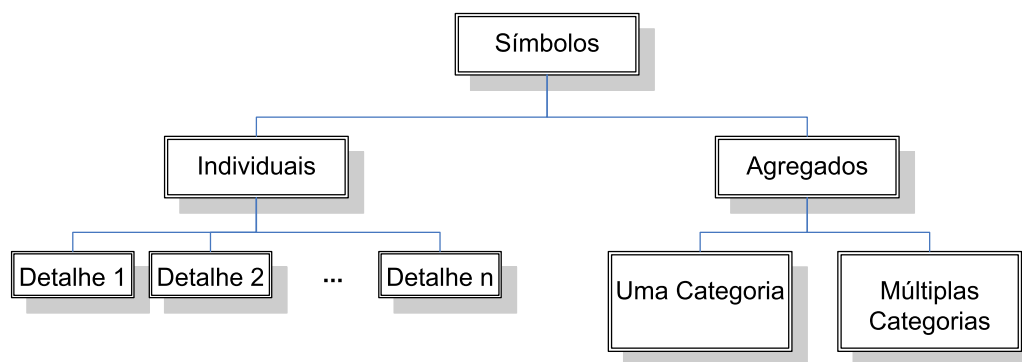 Símbolos
Individuais
Agregados
Detalhe 1
Detalhe 2
...
Detalhe n
Uma Categoria
Múltiplas
Categorias